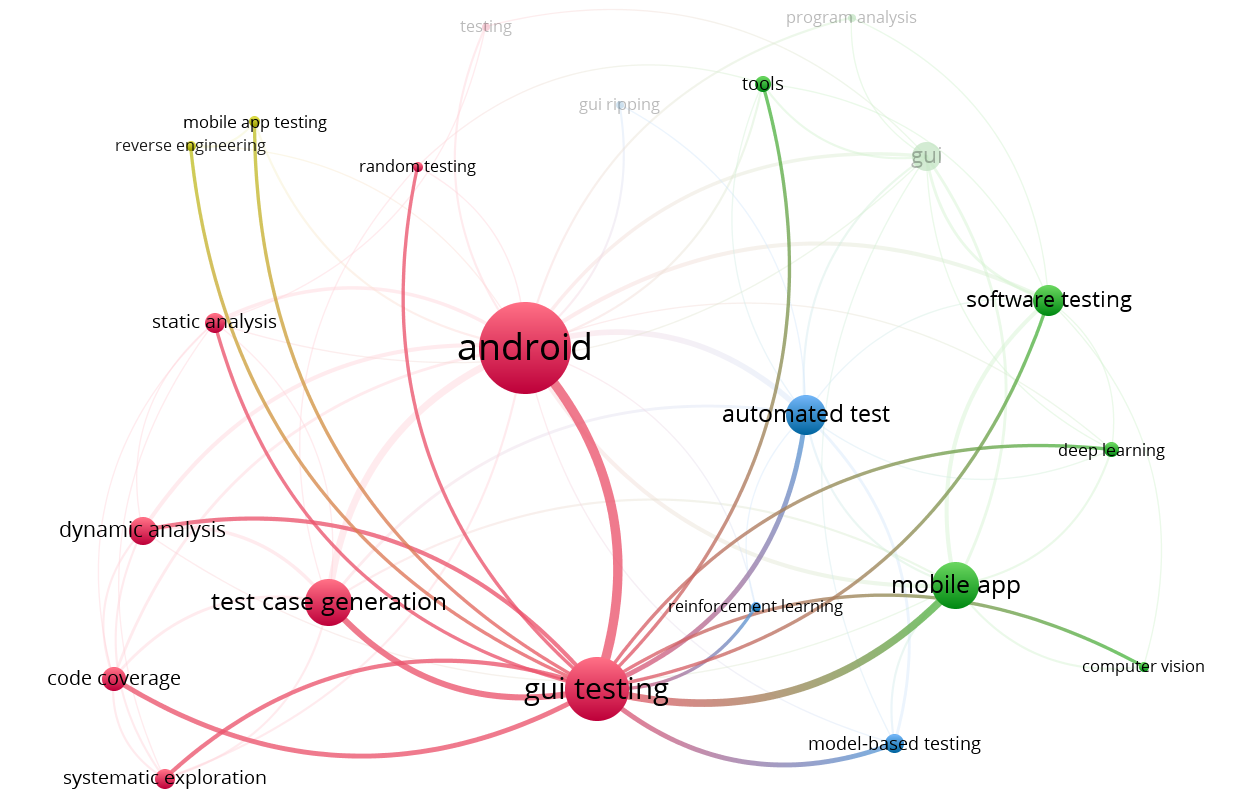 program analysis
testing
tools
gui ripping
mobile app testing
reverse engineering
gui
random testing
software testing
static analysis
android
automated test
deep learning
dynamic analysis
mobile app
test case generation
reinforcement learning
computer vision
code coverage
gui testing
model-based testing
systematic exploration